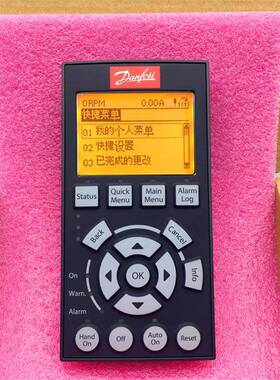 Danfoss
0RPM 0.00A 1(1)
快捷菜单
01 我的个人菜单
02 快捷设置
03 已完成的更改
Status
Quick Menu
Main Menu
Alarm Log
Back
Cancel
Info
OK
On
Warn.
Alarm
Hand On
Off
Auto On
Reset